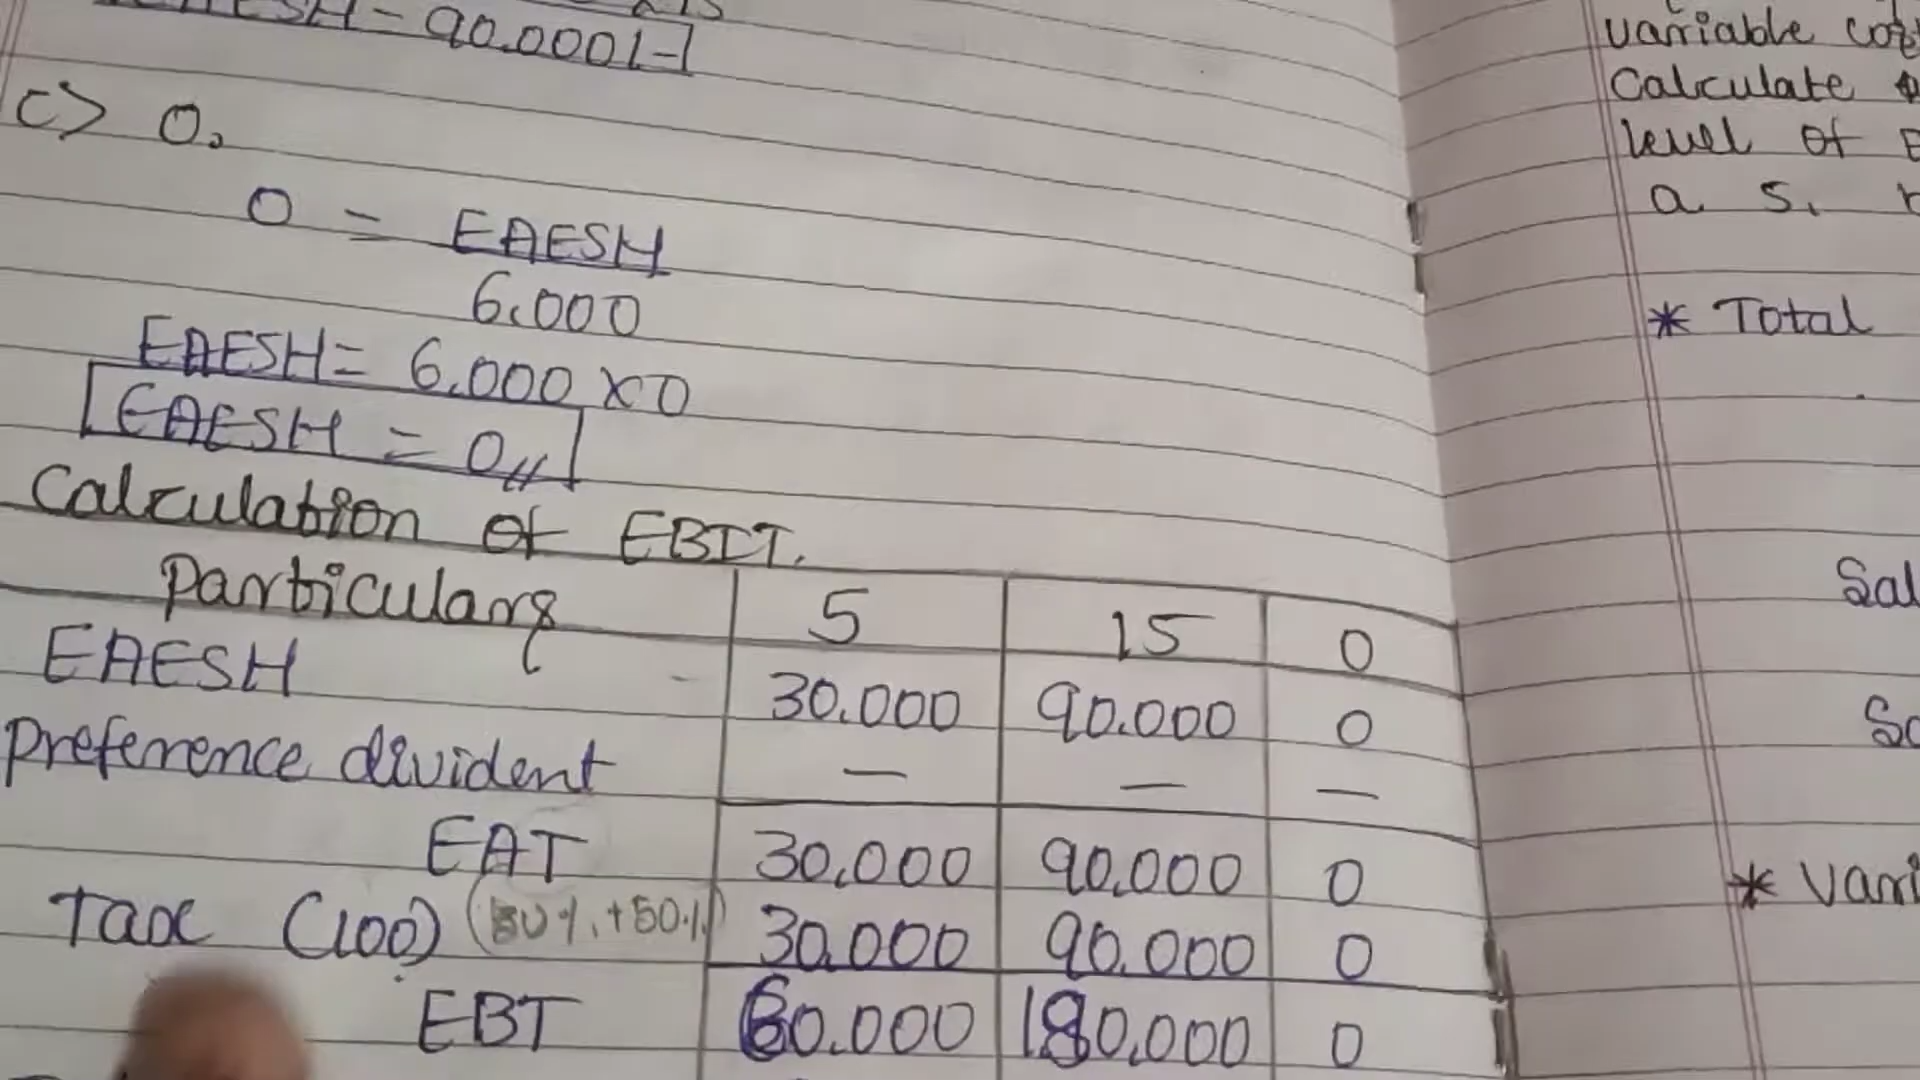 EAESH = 90.000/-
c> 0,
0 = EAESH
6.000
EAESH = 6.000 x 0
EAESH = 0 //
Calculation of EBIT.
Particulars 5 15 0
EAESH 30.000 90.000 0
Preference divident — — —
EAT 30.000 90.000 0
Tax (100) (50%+50%) 30.000 90.000 0
EBT 60.000 180.000 0
variable
Calculate
level of
a. S.
* Total
Sal
* Vari